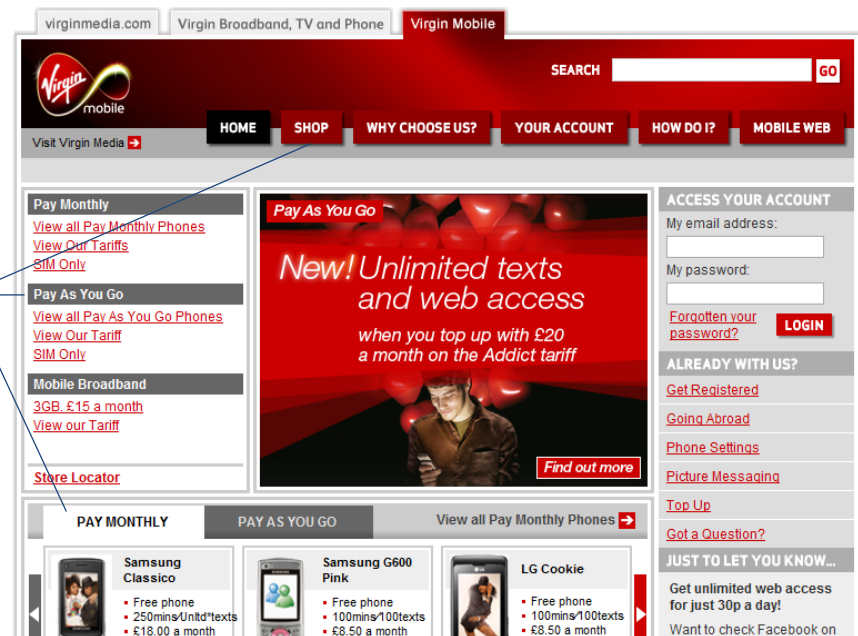 virginmedia.com
Virgin Broadband, TV and Phone
Virgin Mobile
Virgin
mobile
SEARCH
GO
Visit Virgin Media
HOME
SHOP
WHY CHOOSE US?
YOUR ACCOUNT
HOW DO I?
MOBILE WEB
Pay Monthly
View all Pay Monthly Phones
View Our Tariffs
SIM Only
Pay As You Go
View all Pay As You Go Phones
View Our Tariff
SIM Only
Mobile Broadband
3GB. £15 a month
View our Tariff
Store Locator
Pay As You Go
New! Unlimited texts
and web access
when you top up with £20
a month on the Addict tariff
Find out more
ACCESS YOUR ACCOUNT
My email address:
My password:
Forgotten your
password?
LOGIN
ALREADY WITH US?
Get Registered
Going Abroad
Phone Settings
Picture Messaging
Top Up
Got a Question?
JUST TO LET YOU KNOW...
Get unlimited web access
for just 30p a day!
Want to check Facebook on
PAY MONTHLY
PAY AS YOU GO
View all Pay Monthly Phones
Samsung
Classico
Free phone
250mins/Unltd*texts
£18.00 a month
Samsung G600
Pink
Free phone
100mins/100texts
£8.50 a month
LG Cookie
Free phone
100mins/100texts
£8.50 a month